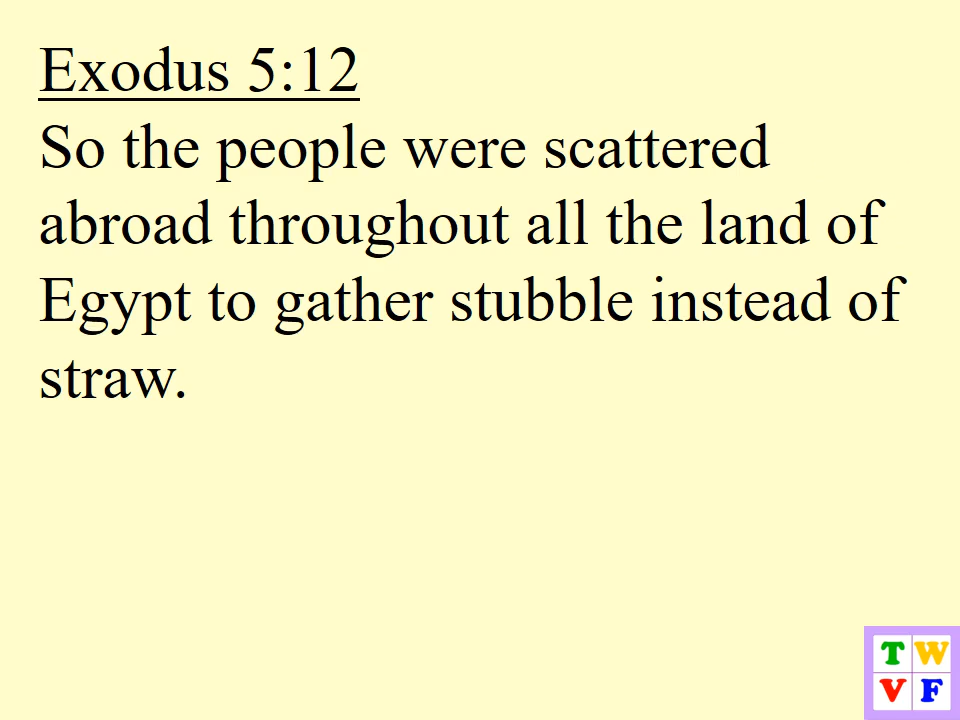 Exodus 5:12
So the people were scattered
abroad throughout all the land of
Egypt to gather stubble instead of
straw.
T W
V F